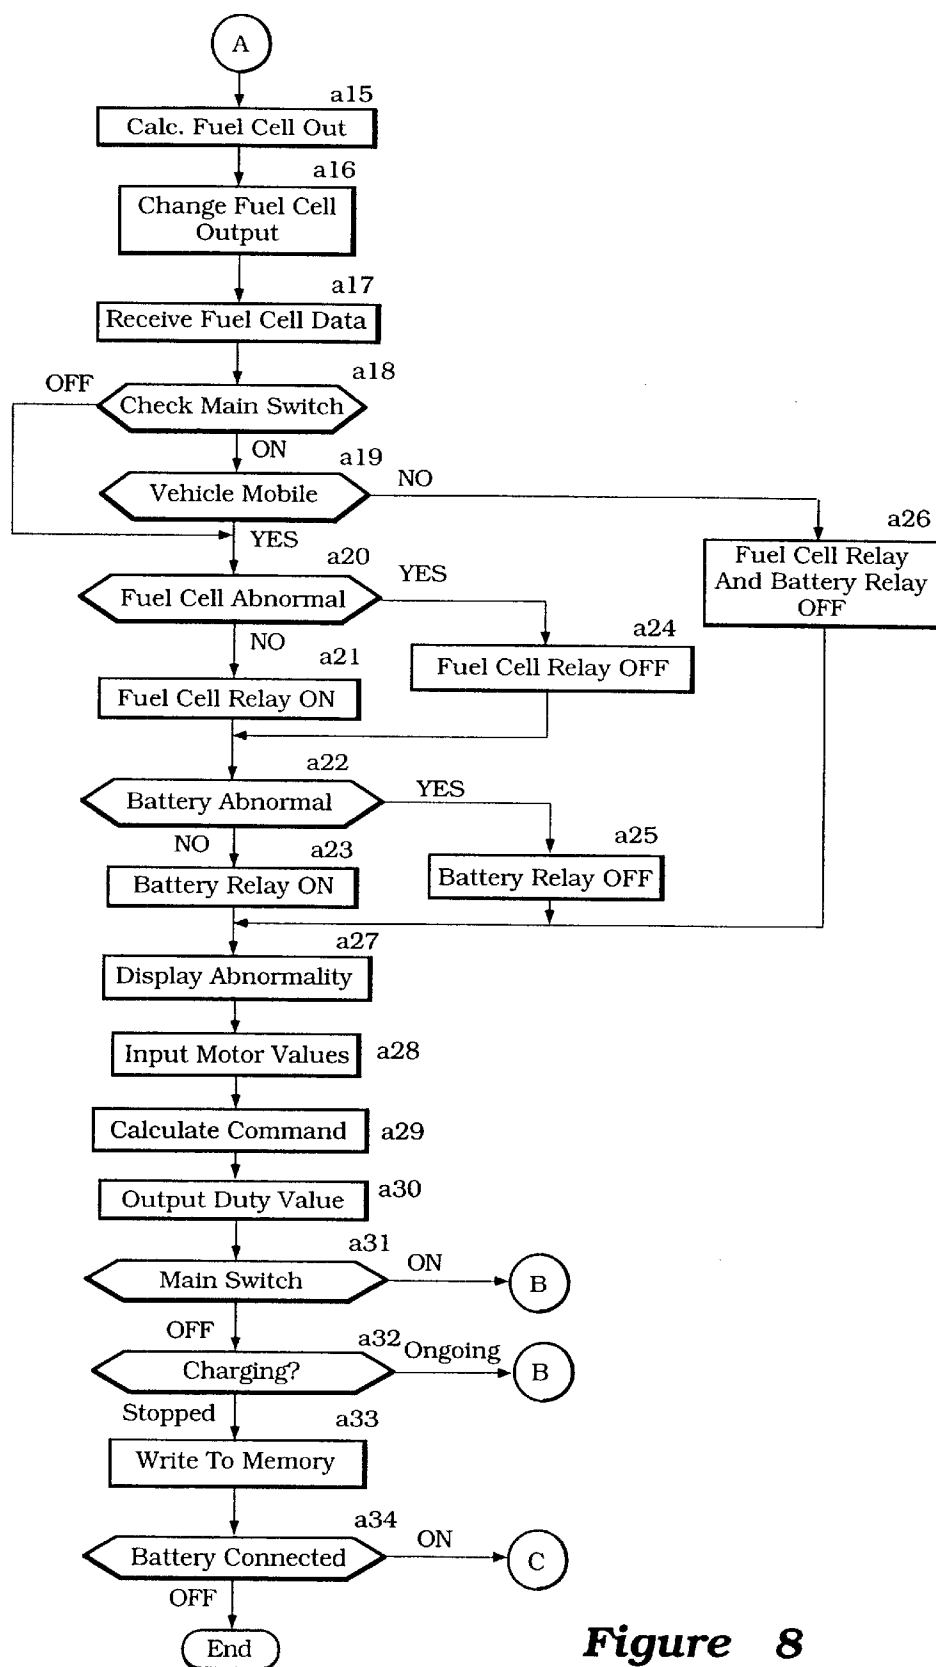 A
a15
Calc. Fuel Cell Out
a16
Change Fuel Cell
Output
a17
Receive Fuel Cell Data
a18
OFF
Check Main Switch
ON
a19
Vehicle Mobile
NO
YES
a26
Fuel Cell Relay
And Battery Relay
OFF
a20
Fuel Cell Abnormal
YES
NO
a24
Fuel Cell Relay OFF
a21
Fuel Cell Relay ON
a22
Battery Abnormal
YES
NO
a25
Battery Relay OFF
a23
Battery Relay ON
a27
Display Abnormality
Input Motor Values
a28
Calculate Command
a29
Output Duty Value
a30
a31
Main Switch
ON
B
OFF
a32
Charging?
Ongoing
B
Stopped
a33
Write To Memory
a34
Battery Connected
ON
C
OFF
End
Figure 8